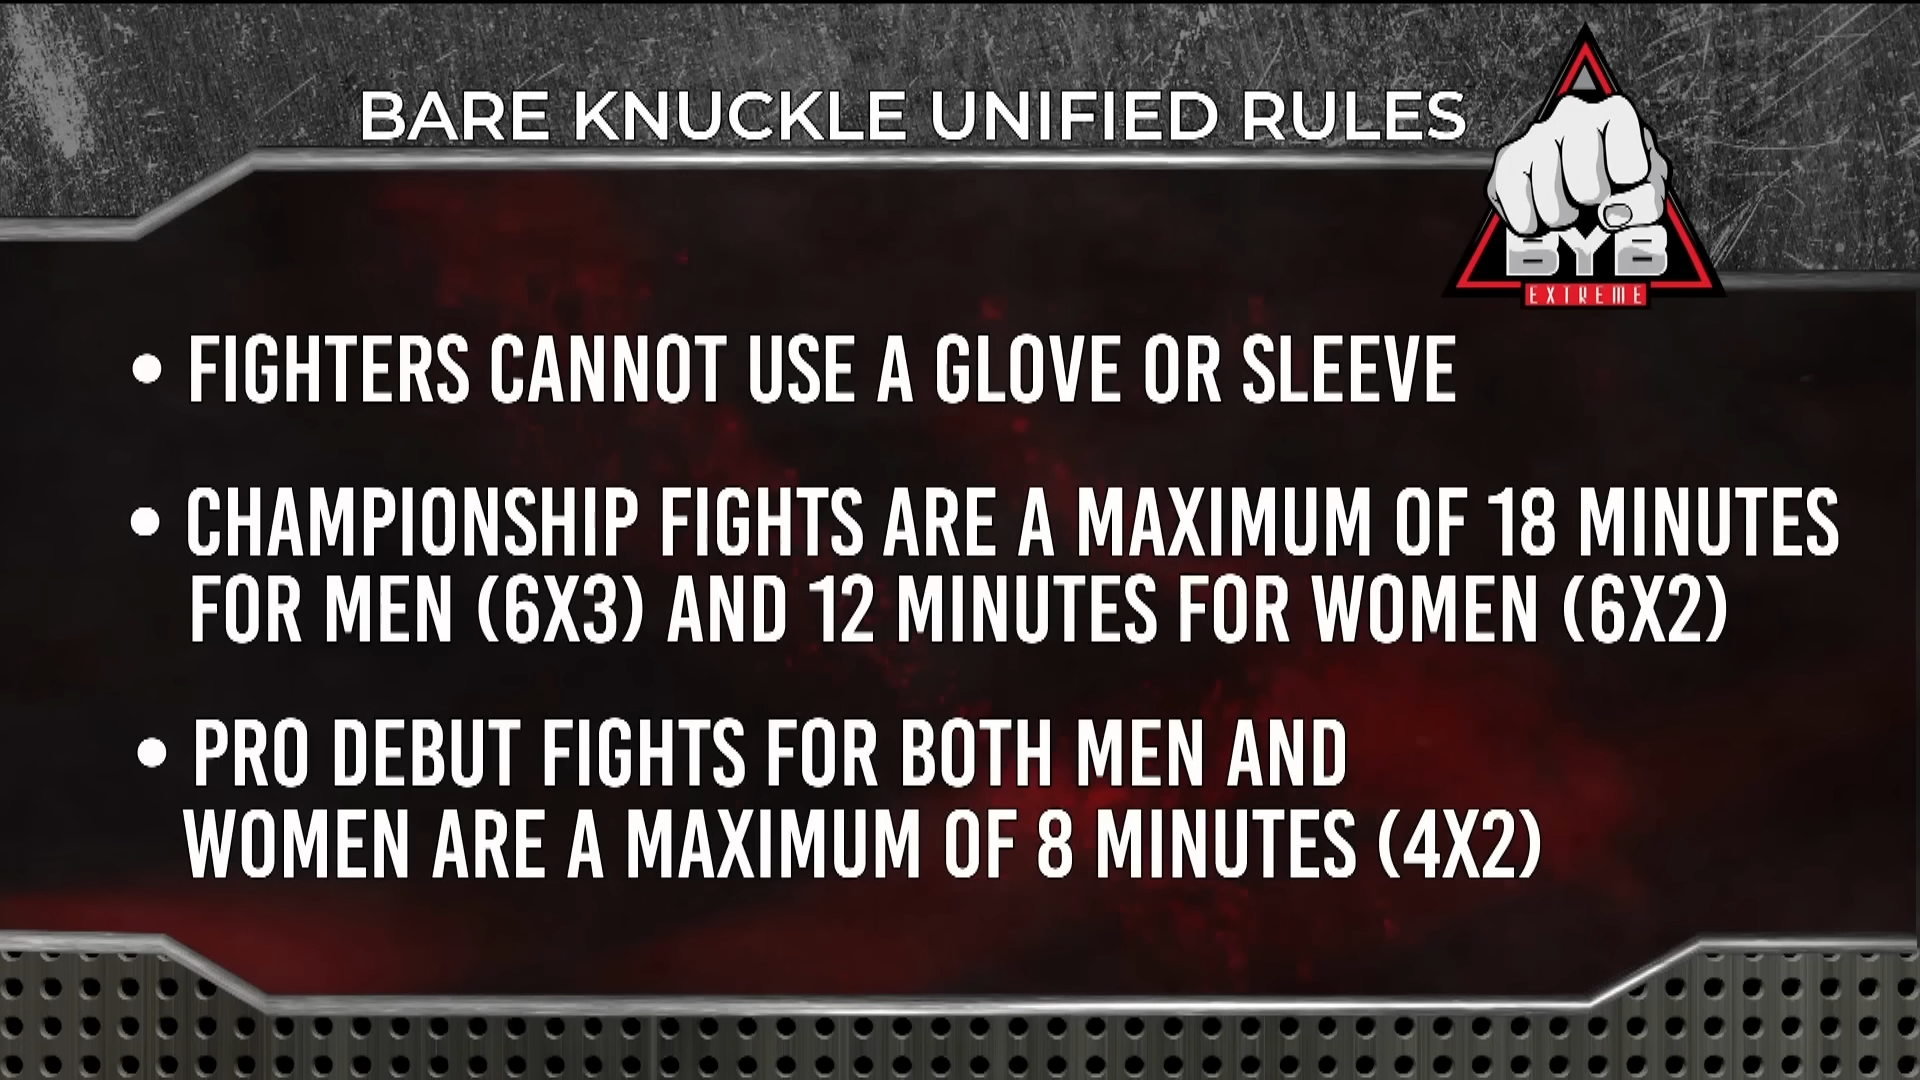 BARE KNUCKLE UNIFIED RULES
BYB
EXTREME
• FIGHTERS CANNOT USE A GLOVE OR SLEEVE
• CHAMPIONSHIP FIGHTS ARE A MAXIMUM OF 18 MINUTES
FOR MEN (6X3) AND 12 MINUTES FOR WOMEN (6X2)
• PRO DEBUT FIGHTS FOR BOTH MEN AND
WOMEN ARE A MAXIMUM OF 8 MINUTES (4X2)